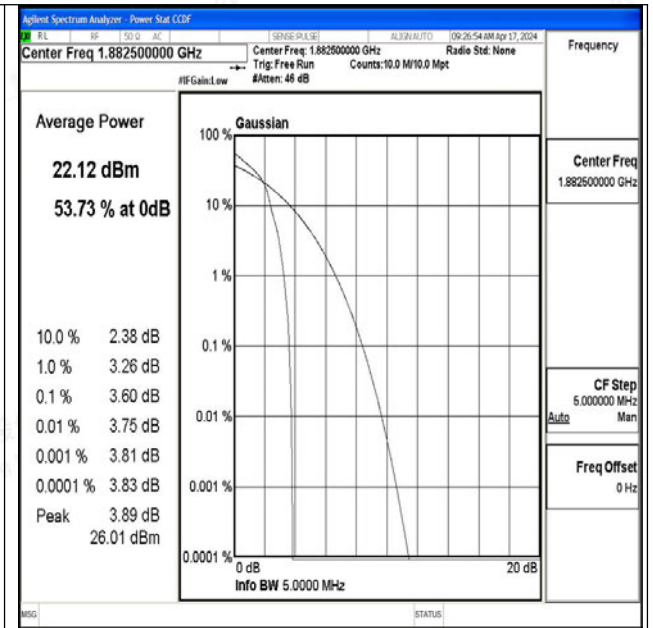 Agilent Spectrum Analyzer - Power Stat CCDF
RL RF 50 Ω AC SENSE:PULSE ALIGN AUTO 09:26:54 AM Apr 17, 2024
Center Freq 1.882500000 GHz
Center Freq: 1.882500000 GHz Radio Std: None
Trig: Free Run Counts:10.0 M/10.0 Mpt
#IFGain:Low #Atten: 46 dB
Frequency
Average Power
22.12 dBm
53.73 % at 0dB
10.0 % 2.38 dB
1.0 % 3.26 dB
0.1 % 3.60 dB
0.01 % 3.75 dB
0.001 % 3.81 dB
0.0001 % 3.83 dB
Peak 3.89 dB
26.01 dBm
Gaussian
100 %
10 %
1 %
0.1 %
0.01 %
0.001 %
0.0001 %
0 dB 20 dB
Info BW 5.0000 MHz
Center Freq
1.882500000 GHz
CF Step
5.000000 MHz
Auto Man
Freq Offset
0 Hz
MSG STATUS